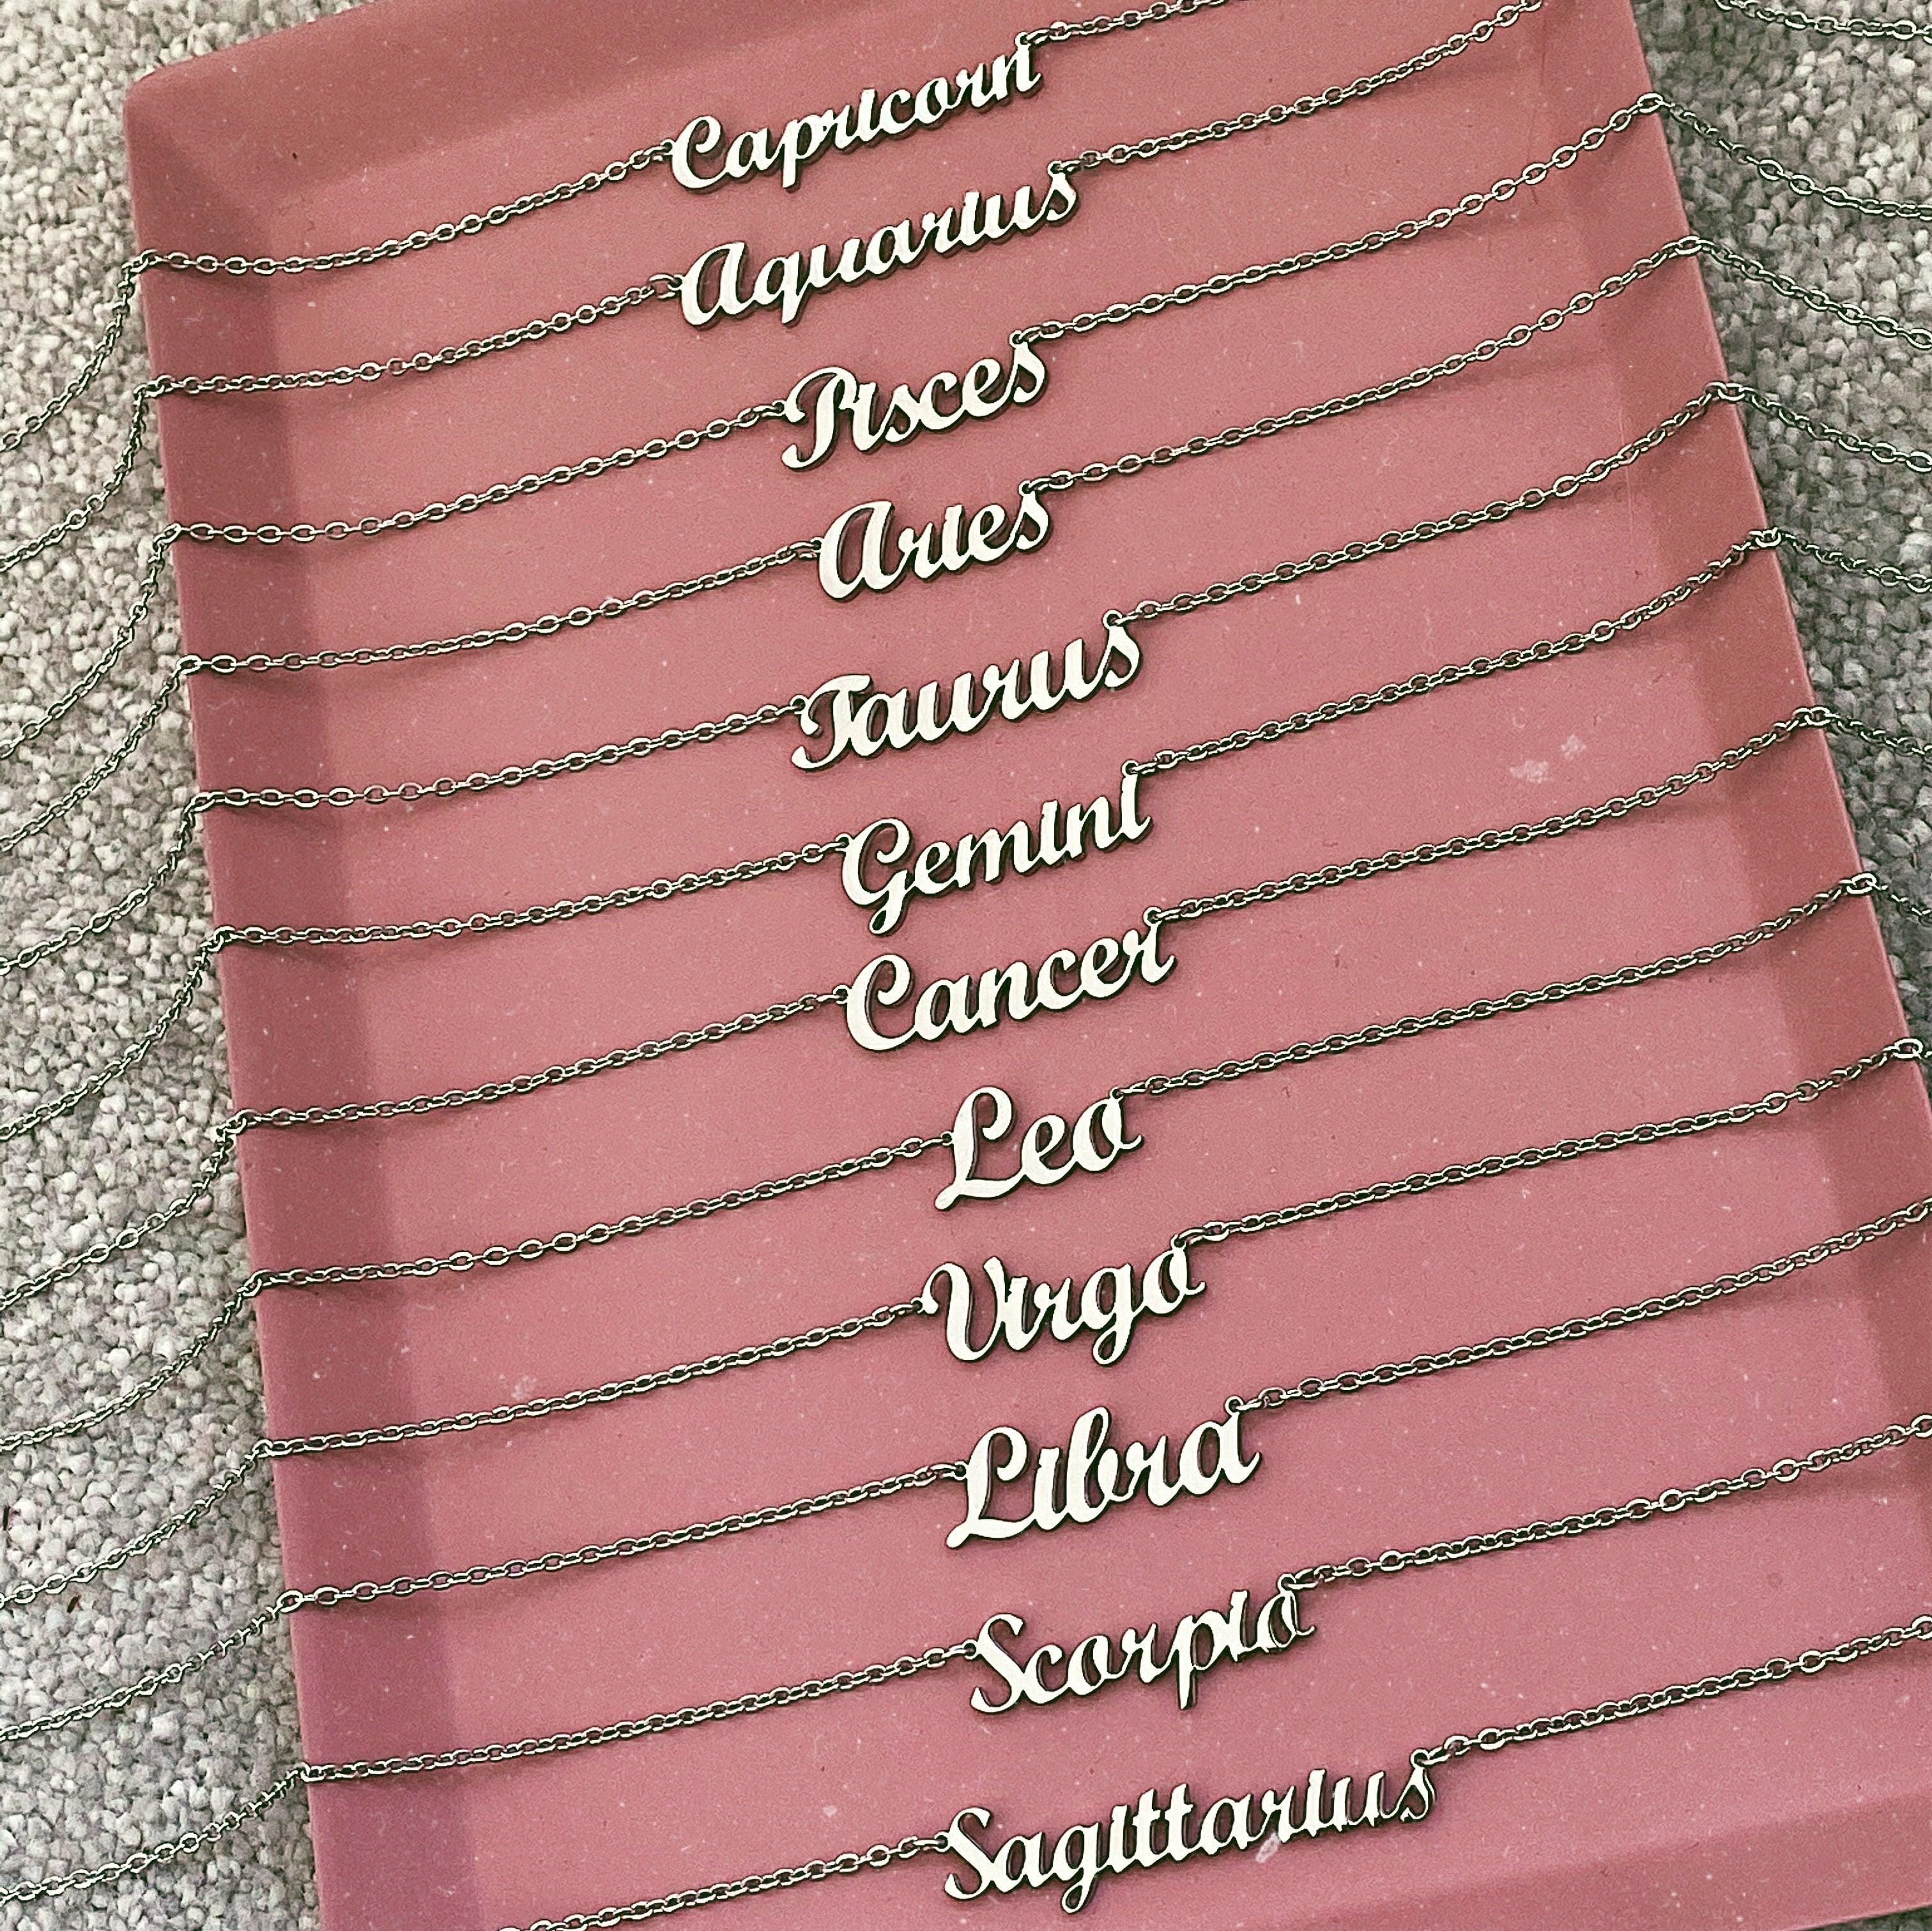 Capricorn
Aquarius
Pisces
Aries
Taurus
Gemini
Cancer
Leo
Virgo
Libra
Scorpio
Sagittarius